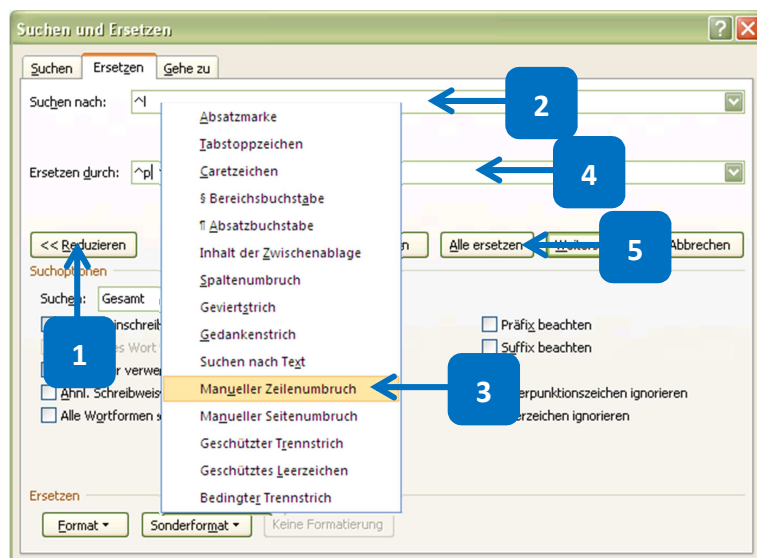 Suchen und Ersetzen
Suchen Ersetzen Gehe zu
Suchen nach: ^l
2
Absatzmarke
Tabstoppzeichen
Ersetzen durch: ^p
4
Caretzeichen
§ Bereichsbuchstabe
¶ Absatzbuchstabe
<< Reduzieren
Alle ersetzen
5
Abbrechen
Inhalt der Zwischenablage
Suchoptionen
Spaltenumbruch
Suchen: Gesamt
Geviertstrich
Präfix beachten
Gedankenstrich
1
Wort
Suffix beachten
Suchen nach Text
Manueller Zeilenumbruch
3
Ähnl.
ignorieren
Alle Wortformen
Manueller Seitenumbruch
ignorieren
Geschützter Trennstrich
Geschütztes Leerzeichen
Ersetzen
Bedingter Trennstrich
Format Sonderformat Keine Formatierung